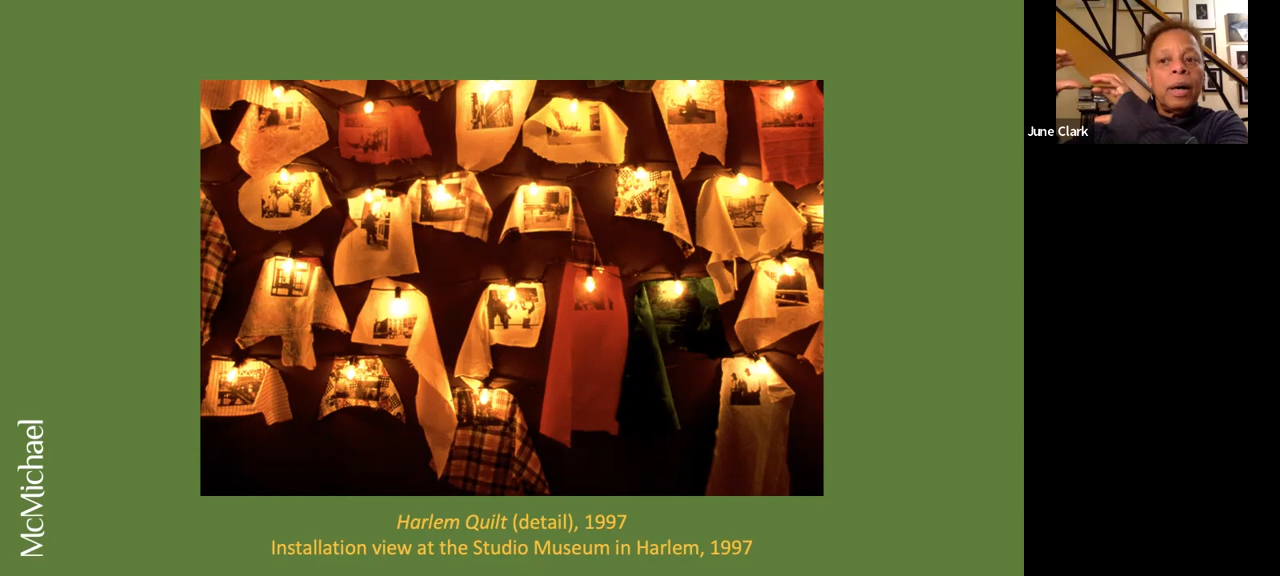 McMichael
Harlem Quilt (detail), 1997
Installation view at the Studio Museum in Harlem, 1997
June Clark